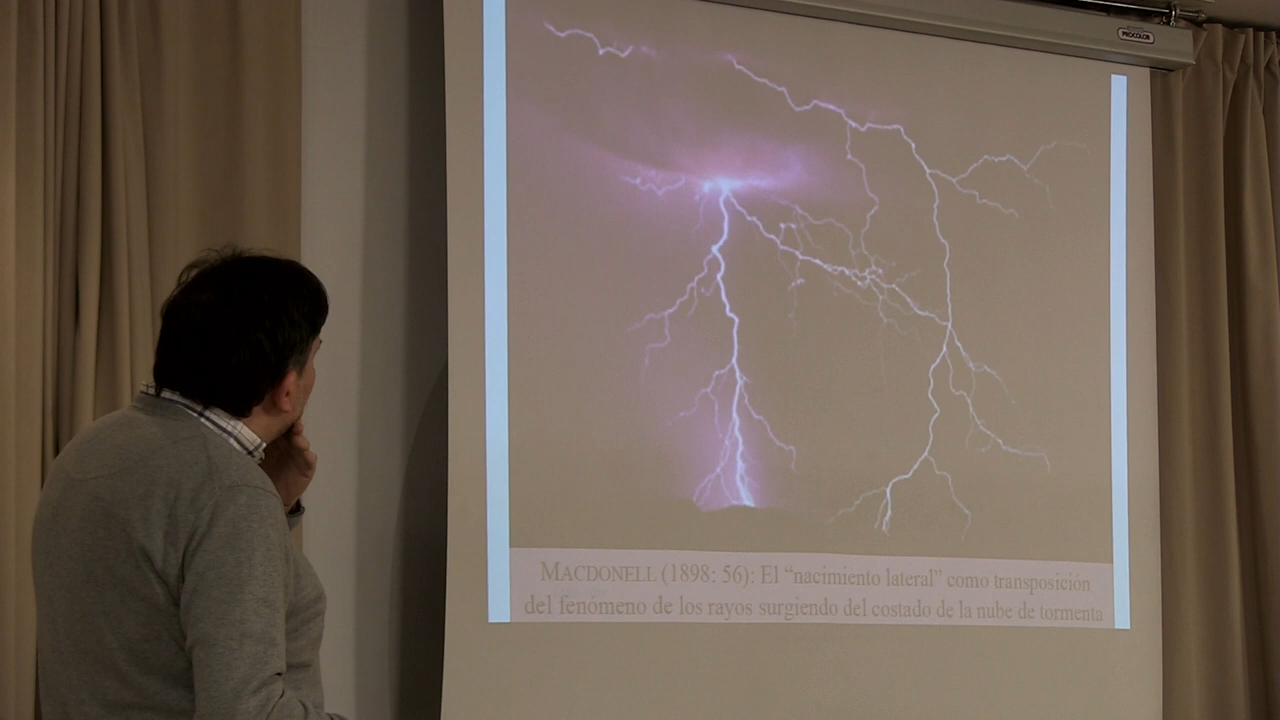 PROCOLOR
MACDONELL (1898: 56): El “nacimiento lateral” como transposición
del fenómeno de los rayos surgiendo del costado de la nube de tormenta